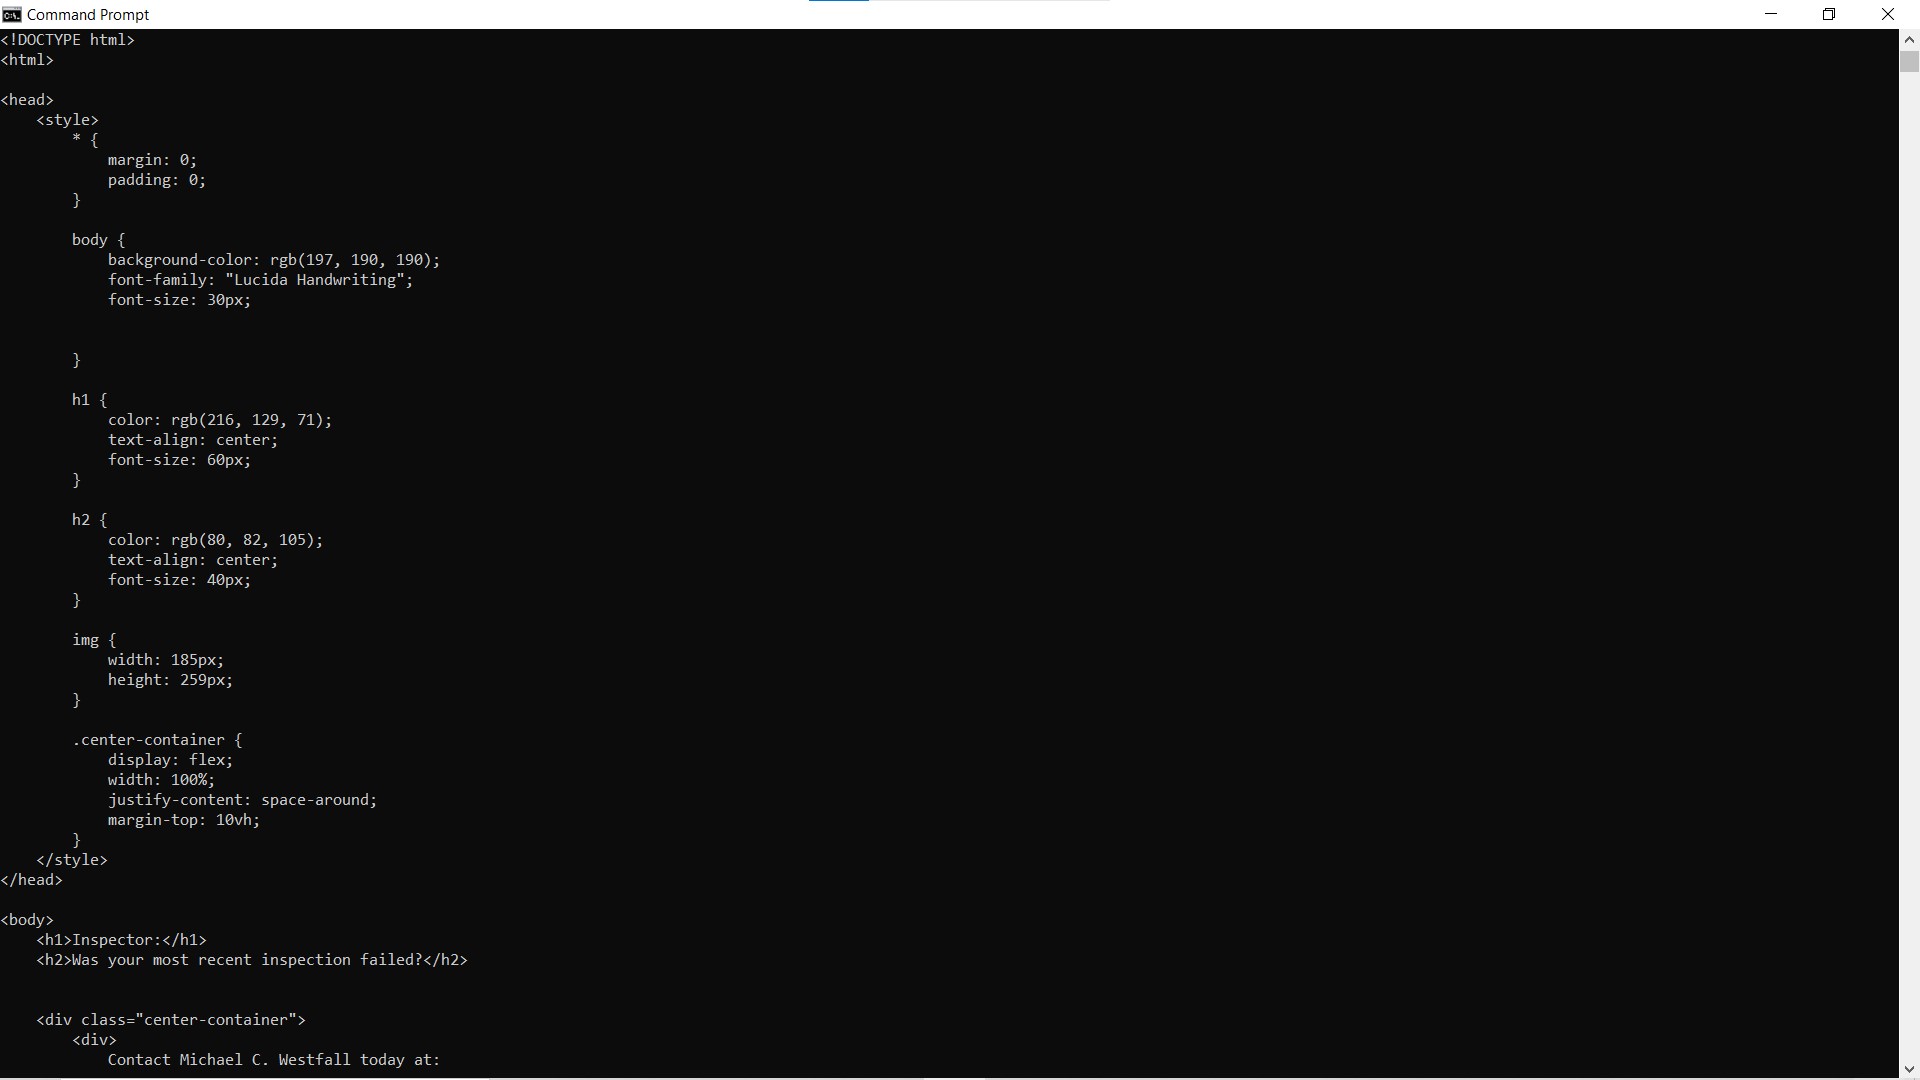 Command Prompt
<!DOCTYPE html>
<html>

<head>
    <style>
        * {
            margin: 0;
            padding: 0;
        }

        body {
            background-color: rgb(197, 190, 190);
            font-family: "Lucida Handwriting";
            font-size: 30px;


        }

        h1 {
            color: rgb(216, 129, 71);
            text-align: center;
            font-size: 60px;
        }

        h2 {
            color: rgb(80, 82, 105);
            text-align: center;
            font-size: 40px;
        }

        img {
            width: 185px;
            height: 259px;
        }

        .center-container {
            display: flex;
            width: 100%;
            justify-content: space-around;
            margin-top: 10vh;
        }
    </style>
</head>

<body>
    <h1>Inspector:</h1>
    <h2>Was your most recent inspection failed?</h2>


    <div class="center-container">
        <div>
            Contact Michael C. Westfall today at: